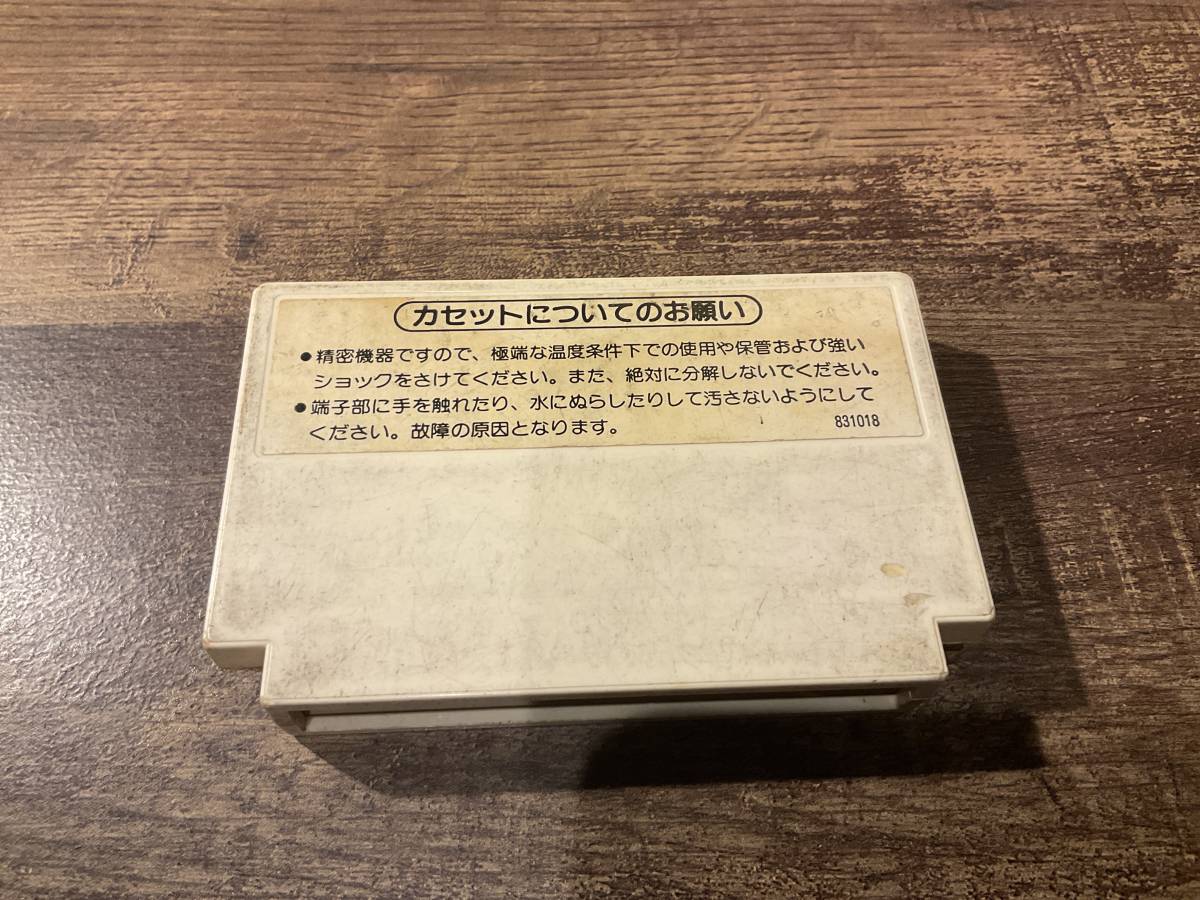 カセットについてのお願い
●精密機器ですので、極端な温度条件下での使用や保管および強い
ショックをさけてください。また、絶対に分解しないでください。
●端子部に手を触れたり、水にぬらしたりして汚さないようにして
ください。故障の原因となります。
831018